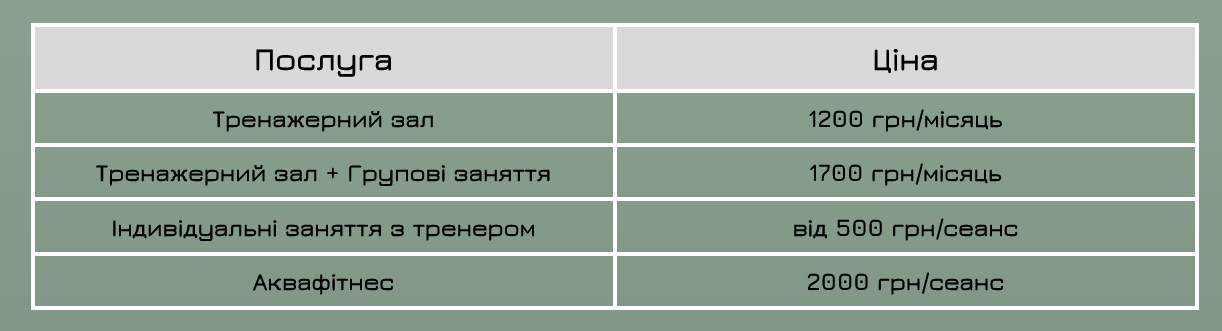 Послуга Ціна
Тренажерний зал 1200 грн/місяць
Тренажерний зал + Групові заняття 1700 грн/місяць
Індивідуальні заняття з тренером від 500 грн/сеанс
Аквафітнес 2000 грн/сеанс